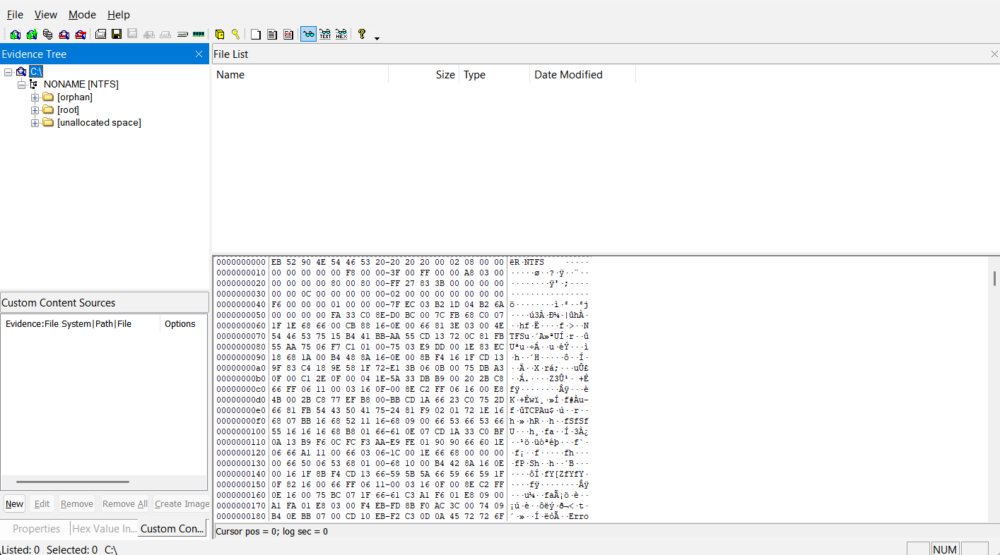 File View Mode Help
Evidence Tree
C:\
NONAME [NTFS]
[orphan]
[root]
[unallocated space]
File List
Name Size Type Date Modified
0000000000 EB 52 90 4E 54 46 53 20-20 20 20 00 02 08 00 00 ëR·NTFS    ·····
0000000010 00 00 00 00 00 F8 00 00-3F 00 FF 00 00 A8 03 00 ·····ø··?·ÿ··¨··
0000000020 00 00 00 00 80 00 80 00-FF 27 83 3B 00 00 00 00 ········ÿ'·;····
0000000030 00 00 0C 00 00 00 00 00-02 00 00 00 00 00 00 00 ················
0000000040 F6 00 00 00 01 00 00 00-7F EC 03 B2 1D 04 B2 6A ö········ì·²··²j
0000000050 00 00 00 00 FA 33 C0 8E-D0 BC 00 7C FB 68 C0 07 ····ú3À·Ð¼·|ûhÀ·
0000000060 1F 1E 68 66 00 CB 88 16-0E 00 66 81 3E 03 00 4E ··hf·Ë····f·>··N
0000000070 54 46 53 75 15 B4 41 BB-AA 55 CD 13 72 0C 81 FB TFSu·´A»ªUÍ·r··û
0000000080 55 AA 75 06 F7 C1 01 00-75 03 E9 DD 00 1E 83 EC Uªu·÷Á··u·éÝ···ì
0000000090 18 68 1A 00 B4 48 8A 16-0E 00 8B F4 16 1F CD 13 ·h··´H·····ô··Í·
00000000a0 9F 83 C4 18 9E 58 1F 72-E1 3B 06 0B 00 75 DB A3 ··Ä··X·rá;···uÛ£
00000000b0 0F 00 C1 2E 0F 00 04 1E-5A 33 DB B9 00 20 2B C8 ··Á.····Z3Û¹· +È
00000000c0 66 FF 06 11 00 03 16 0F-00 8E C2 FF 06 16 00 E8 fÿ········Âÿ···è
00000000d0 4B 00 2B C8 77 EF B8 00-BB CD 1A 66 23 C0 75 2D K·+Èwï¸·»Í·f#Àu-
00000000e0 66 81 FB 54 43 50 41 75-24 81 F9 02 01 72 1E 16 f·ûTCPAu$·ù··r··
00000000f0 68 07 BB 16 68 52 11 16-68 09 00 66 53 66 53 66 h·»·hR··h··fSfSf
0000000100 55 16 16 16 68 B8 01 66-61 0E 07 CD 1A 33 C0 BF U···h¸·fa··Í·3À¿
0000000110 0A 13 B9 F6 0C FC F3 AA-E9 FE 01 90 90 66 60 1E ··¹ö·üóªéþ···f`·
0000000120 06 66 A1 11 00 66 03 06-1C 00 1E 66 68 00 00 00 ·f¡··f·····fh···
0000000130 00 66 50 06 53 68 01 00-68 10 00 B4 42 8A 16 0E ·fP·Sh··h··´B···
0000000140 00 16 1F 8B F4 CD 13 66-59 5B 5A 66 59 66 59 1F ····ôÍ·fY[ZfYfY·
0000000150 0F 82 16 00 66 FF 06 11-00 03 16 0F 00 8E C2 FF ····fÿ········Âÿ
0000000160 0E 16 00 75 BC 07 1F 66-61 C3 A1 F6 01 E8 09 00 ···u¼··faÃ¡ö·è··
0000000170 A1 FA 01 E8 03 00 F4 EB-FD 8B F0 AC 3C 00 74 09 ¡ú·è··ôëý·ð¬<·t·
0000000180 B4 0E BB 07 00 CD 10 EB-F2 C3 0D 0A 45 72 72 6F ´·»··Í·ëòÃ··Erro
Custom Content Sources
Evidence:File System|Path|File Options
New Edit Remove Remove All Create Image
Properties Hex Value In... Custom Con...
Cursor pos = 0; log sec = 0
Listed: 0 Selected: 0 C:\
NUM